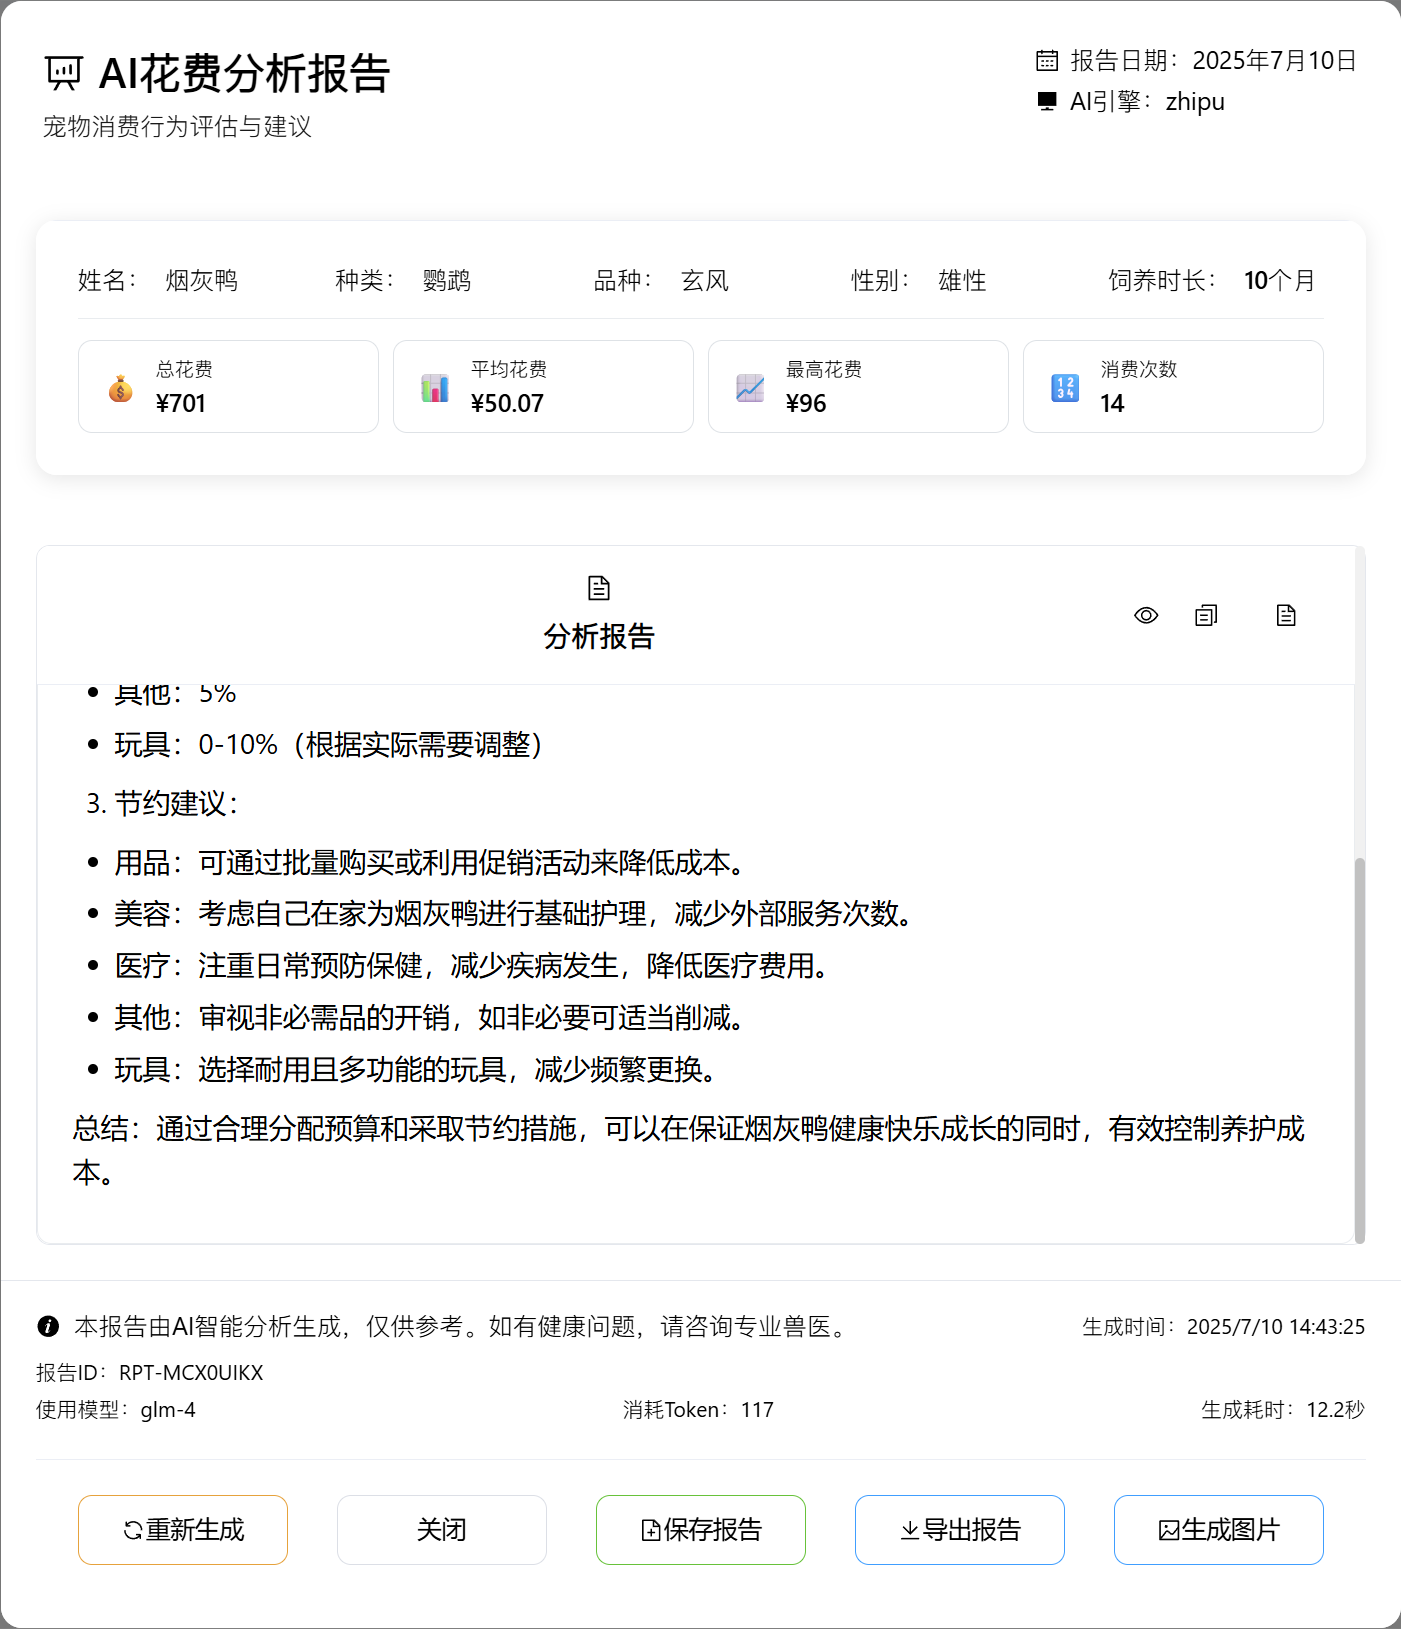 AI花费分析报告
宠物消费行为评估与建议
报告日期： 2025年7月10日
AI引擎： zhipu
姓名： 烟灰鸭 种类： 鹦鹉 品种： 玄风 性别： 雄性 饲养时长： 10个月
总花费
¥701
平均花费
¥50.07
最高花费
¥96
消费次数
14
分析报告
• 其他：5%
• 玩具：0-10%（根据实际需要调整）
3. 节约建议：
• 用品：可通过批量购买或利用促销活动来降低成本。
• 美容：考虑自己在家为烟灰鸭进行基础护理，减少外部服务次数。
• 医疗：注重日常预防保健，减少疾病发生，降低医疗费用。
• 其他：审视非必需品的开销，如非必要可适当削减。
• 玩具：选择耐用且多功能的玩具，减少频繁更换。
总结：通过合理分配预算和采取节约措施，可以在保证烟灰鸭健康快乐成长的同时，有效控制养护成
本。
本报告由AI智能分析生成，仅供参考。如有健康问题，请咨询专业兽医。 生成时间：2025/7/10 14:43:25
报告ID：RPT-MCX0UIKX
使用模型：glm-4 消耗Token：117 生成耗时：12.2秒
重新生成 关闭 保存报告 导出报告 生成图片